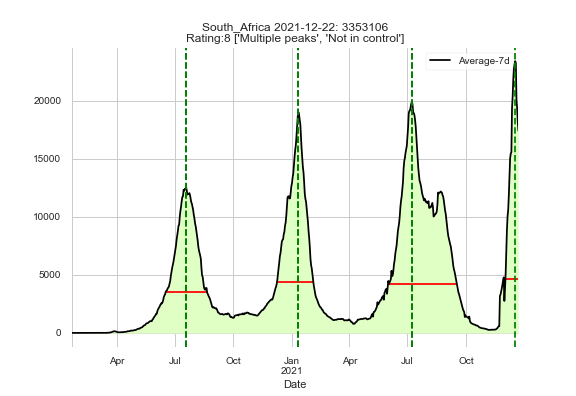 South_Africa 2021-12-22: 3353106
Rating:8 ['Multiple peaks', 'Not in control']
Average-7d
20000
15000
10000
5000
0
Apr Jul Oct Jan Apr Jul Oct
2021
Date